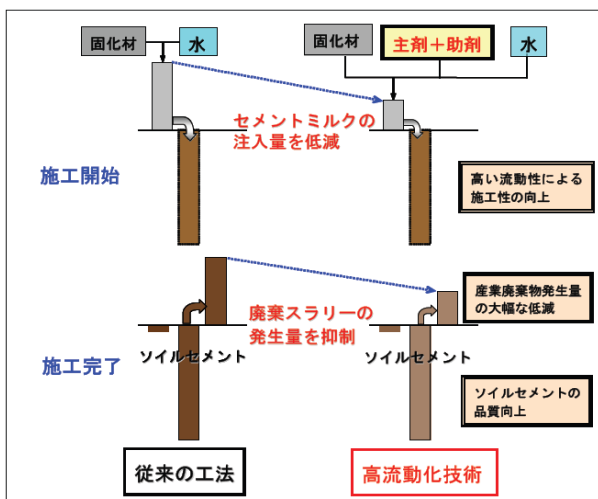 固化材
水
固化材
主剤＋助剤
水
セメントミルクの
注入量を低減
施工開始
高い流動性による
施工性の向上
産業廃棄物発生量
の大幅な低減
廃棄スラリーの
発生量を抑制
ソイルセメント
ソイルセメント
施工完了
ソイルセメントの
品質向上
従来の工法
高流動化技術